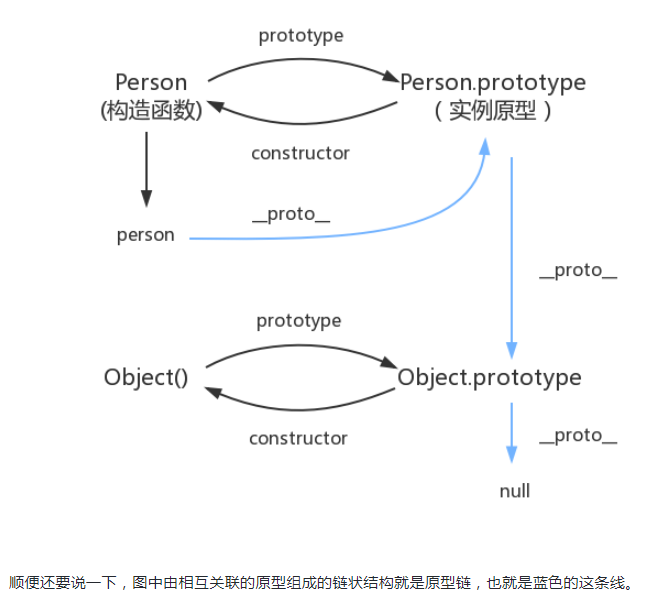 prototype
Person
(构造函数)
Person.prototype
（实例原型）
constructor
__proto__
person
__proto__
prototype
Object()
Object.prototype
constructor
__proto__
null
顺便还要说一下，图中由相互关联的原型组成的链状结构就是原型链，也就是蓝色的这条线。